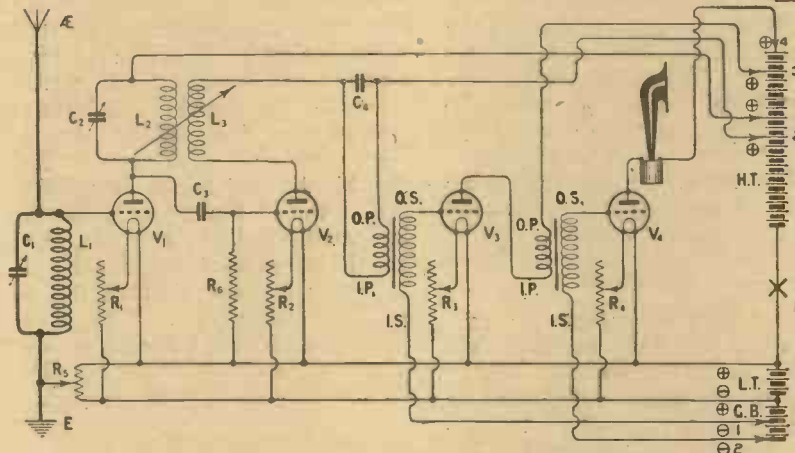 Æ
C₂
L₂
L₃
C₄
C₃
C₁
L₁
V₁
V₂
V₃
V₄
O.P.
O.S.
O.P.
O.S.
I.P.
I.P.
I.S.
I.S.
R₁
R₆
R₂
R₃
R₄
R₅
E
⊕ 4
⊕
⊕
⊕
H.T.
⊕
L.T.
⊖
⊕ G.B.
⊖ 1
⊖ 2